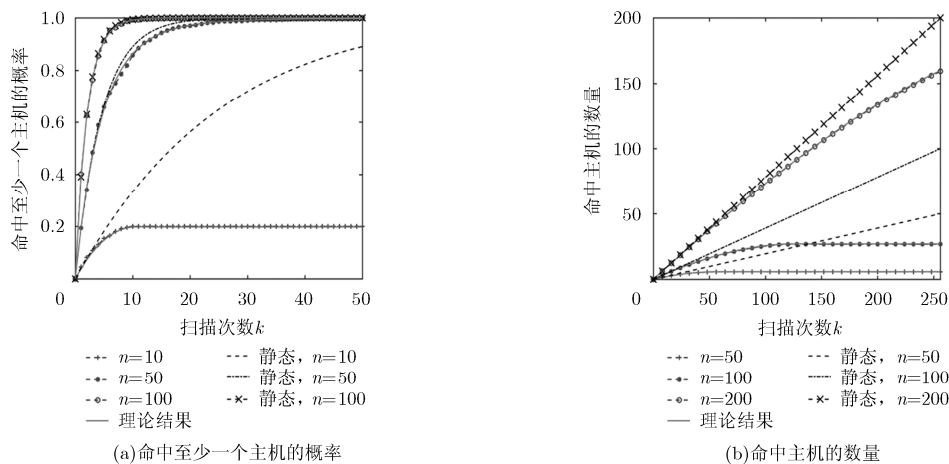 命中至少一个主机的概率
1.0
0.8
0.6
0.4
0.2
0
10
20
30
40
50
扫描次数k
n=10
n=50
n=100
理论结果
静态，n=10
静态，n=50
静态，n=100
(a)命中至少一个主机的概率
命中主机的数量
200
150
100
50
0
50
100
150
200
250
扫描次数k
n=50
n=100
n=200
理论结果
静态，n=50
静态，n=100
静态，n=200
(b)命中主机的数量